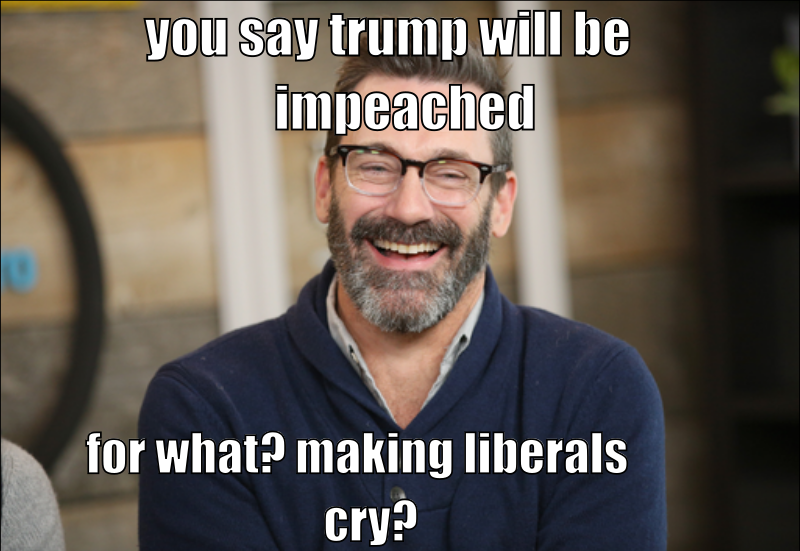 you say trump will be
impeached
for what? making liberals
cry?